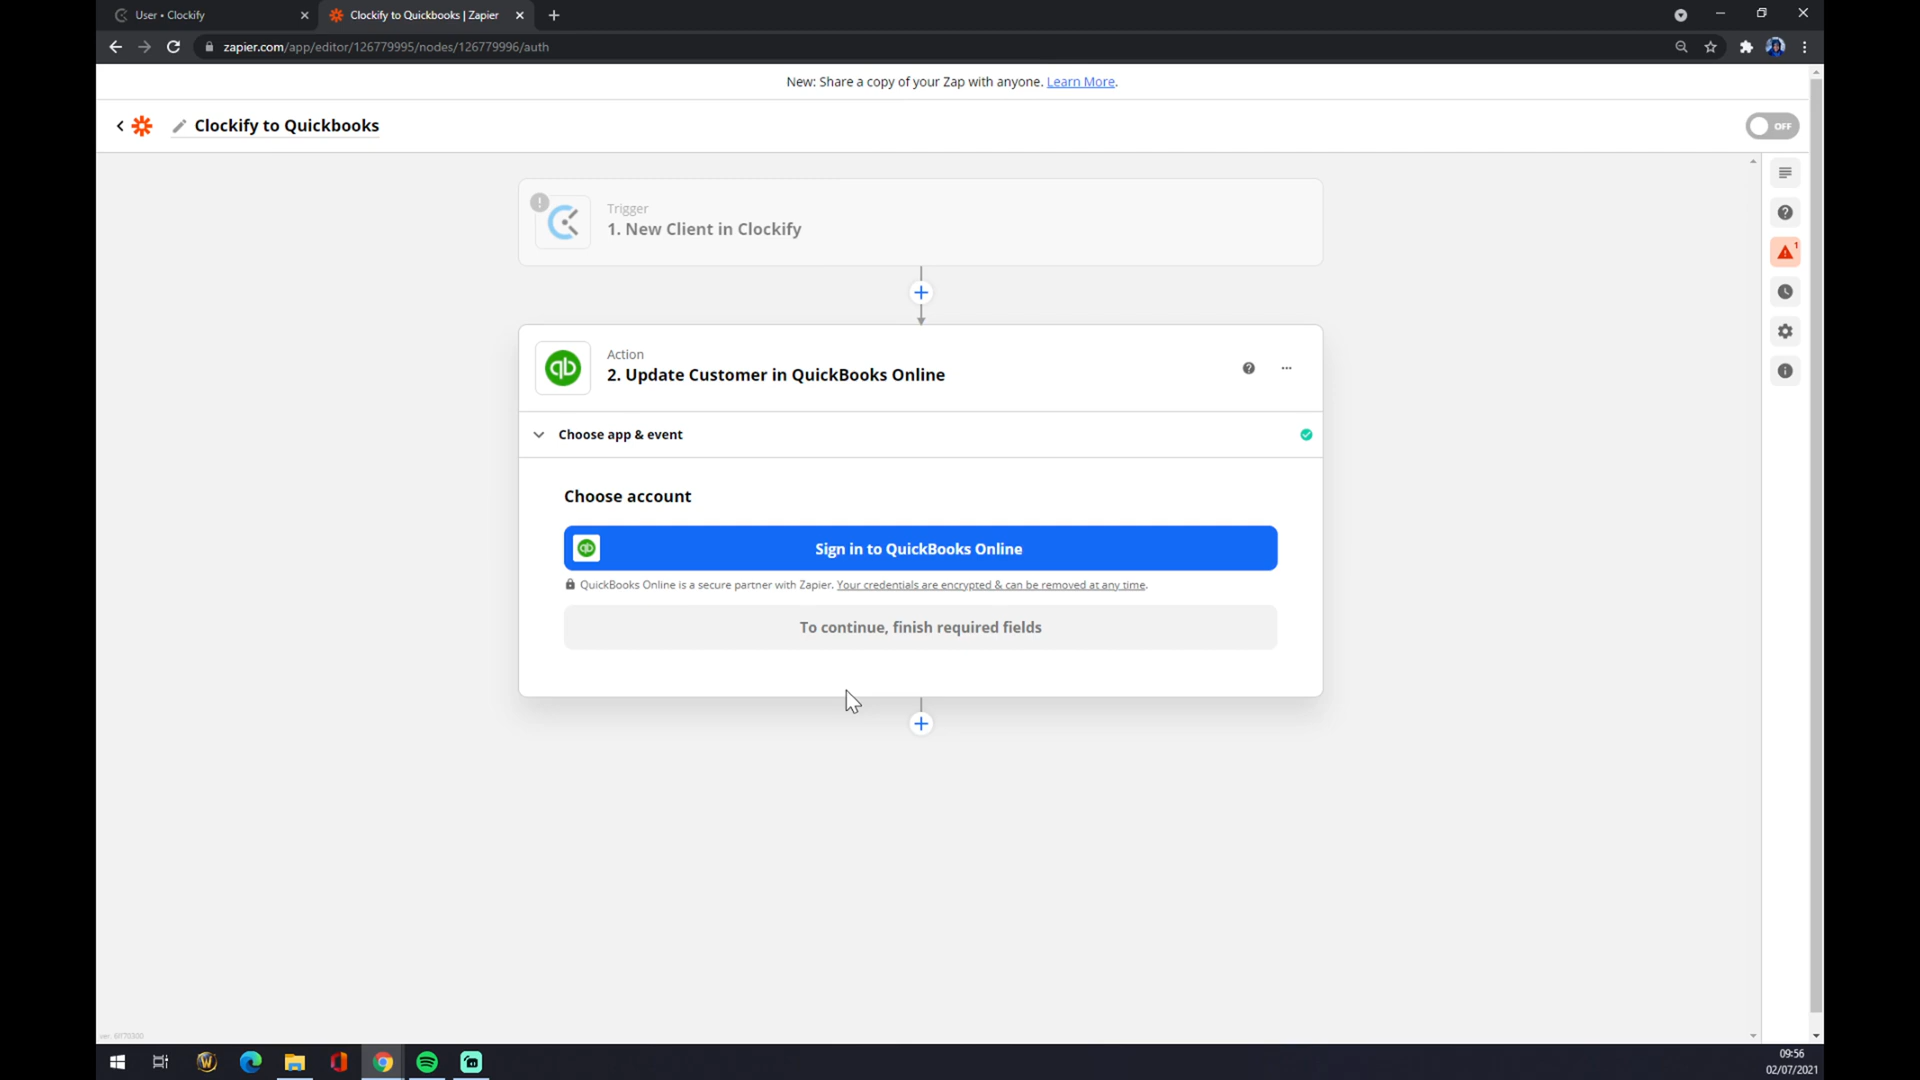 User • Clockify
Clockify to Quickbooks | Zapier
zapier.com/app/editor/126779995/nodes/126779996/auth
New: Share a copy of your Zap with anyone. Learn More.
Clockify to Quickbooks
OFF
Trigger
1. New Client in Clockify
1
Action
2. Update Customer in QuickBooks Online
Choose app & event
Choose account
Sign in to QuickBooks Online
QuickBooks Online is a secure partner with Zapier. Your credentials are encrypted & can be removed at any time.
To continue, finish required fields
09:56
02/07/2021